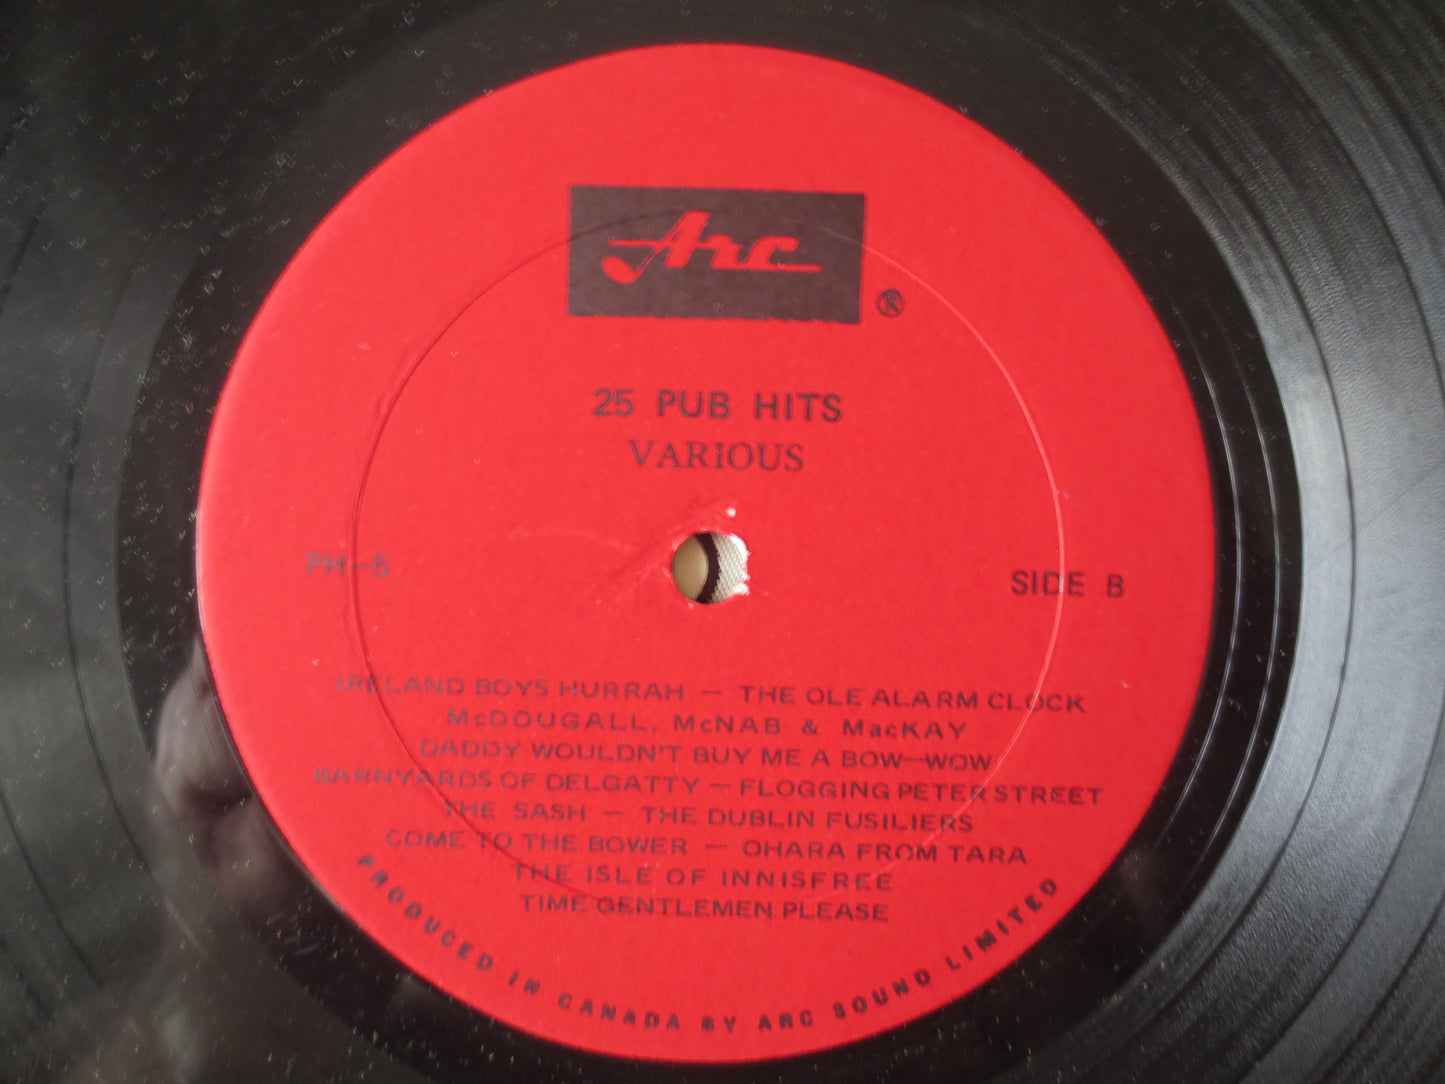 Arc
®
25 PUB HITS
VARIOUS
PH-5
SIDE B
IRELAND BOYS HURRAH — THE OLE ALARM CLOCK
McDOUGALL, McNAB & MacKAY
DADDY WOULDN'T BUY ME A BOW-WOW
BARNYARDS OF DELGATTY — FLOGGING PETER STREET
THE SASH — THE DUBLIN FUSILIERS
COME TO THE BOWER — OHARA FROM TARA
THE ISLE OF INNISFREE
TIME GENTLEMEN PLEASE
PRODUCED IN CANADA BY ARC SOUND LIMITED